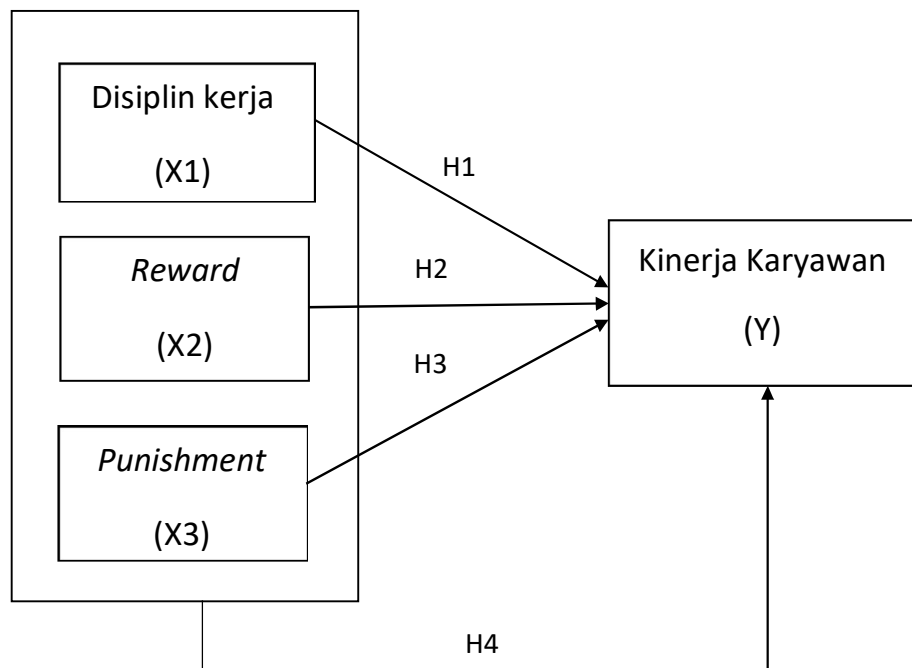 Disiplin kerja
(X1)
H1
Reward
(X2)
H2
Kinerja Karyawan
(Y)
H3
Punishment
(X3)
H4